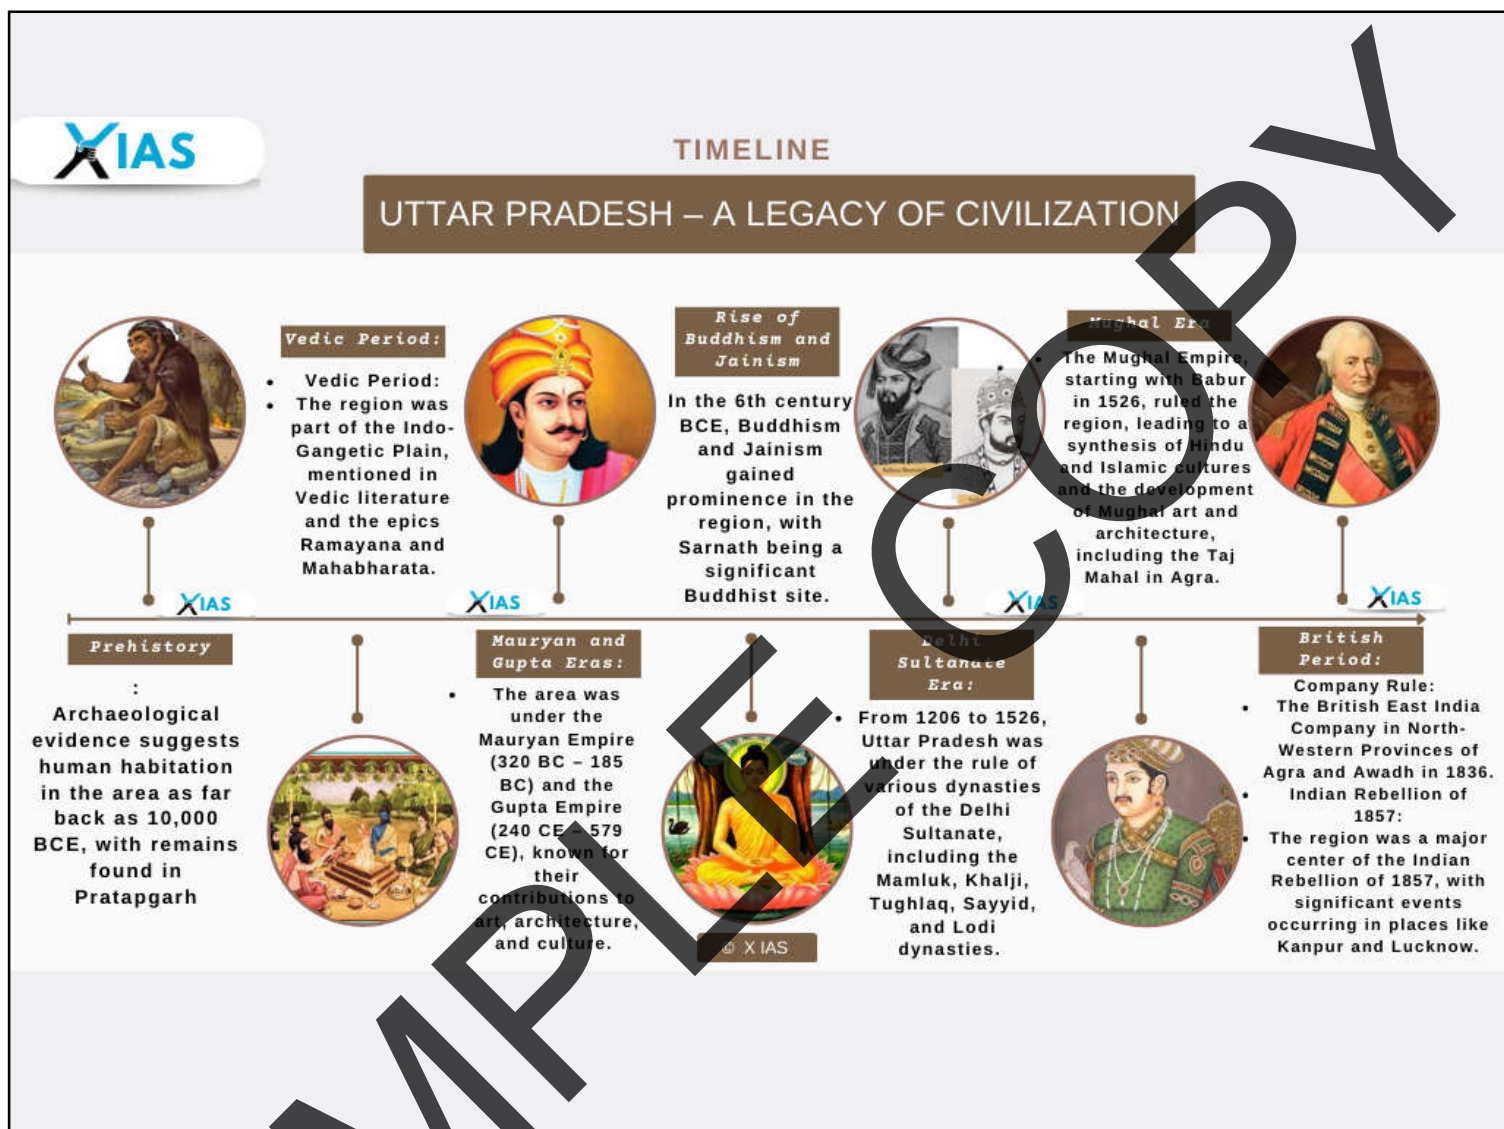 XIAS
TIMELINE
UTTAR PRADESH – A LEGACY OF CIVILIZATION
Prehistory
:
Archaeological
evidence suggests
human habitation
in the area as far
back as 10,000
BCE, with remains
found in
Pratapgarh
Vedic Period:
• Vedic Period:
• The region was
part of the Indo-
Gangetic Plain,
mentioned in
Vedic literature
and the epics
Ramayana and
Mahabharata.
Mauryan and
Gupta Eras:
• The area was
under the
Mauryan Empire
(320 BC – 185
BC) and the
Gupta Empire
(240 CE – 579
CE), known for
their
contributions to
art, architecture,
and culture.
Rise of
Buddhism and
Jainism
In the 6th century
BCE, Buddhism
and Jainism
gained
prominence in the
region, with
Sarnath being a
significant
Buddhist site.
Delhi
Sultanate
Era:
• From 1206 to 1526,
Uttar Pradesh was
under the rule of
various dynasties
of the Delhi
Sultanate,
including the
Mamluk, Khalji,
Tughlaq, Sayyid,
and Lodi
dynasties.
Mughal Era
• The Mughal Empire,
starting with Babur
in 1526, ruled the
region, leading to a
synthesis of Hindu
and Islamic cultures
and the development
of Mughal art and
architecture,
including the Taj
Mahal in Agra.
British
Period:
Company Rule:
• The British East India
Company in North-
Western Provinces of
Agra and Awadh in 1836.
• Indian Rebellion of
1857:
• The region was a major
center of the Indian
Rebellion of 1857, with
significant events
occurring in places like
Kanpur and Lucknow.
XIAS
XIAS
XIAS
XIAS
© X IAS
MPLE COPY